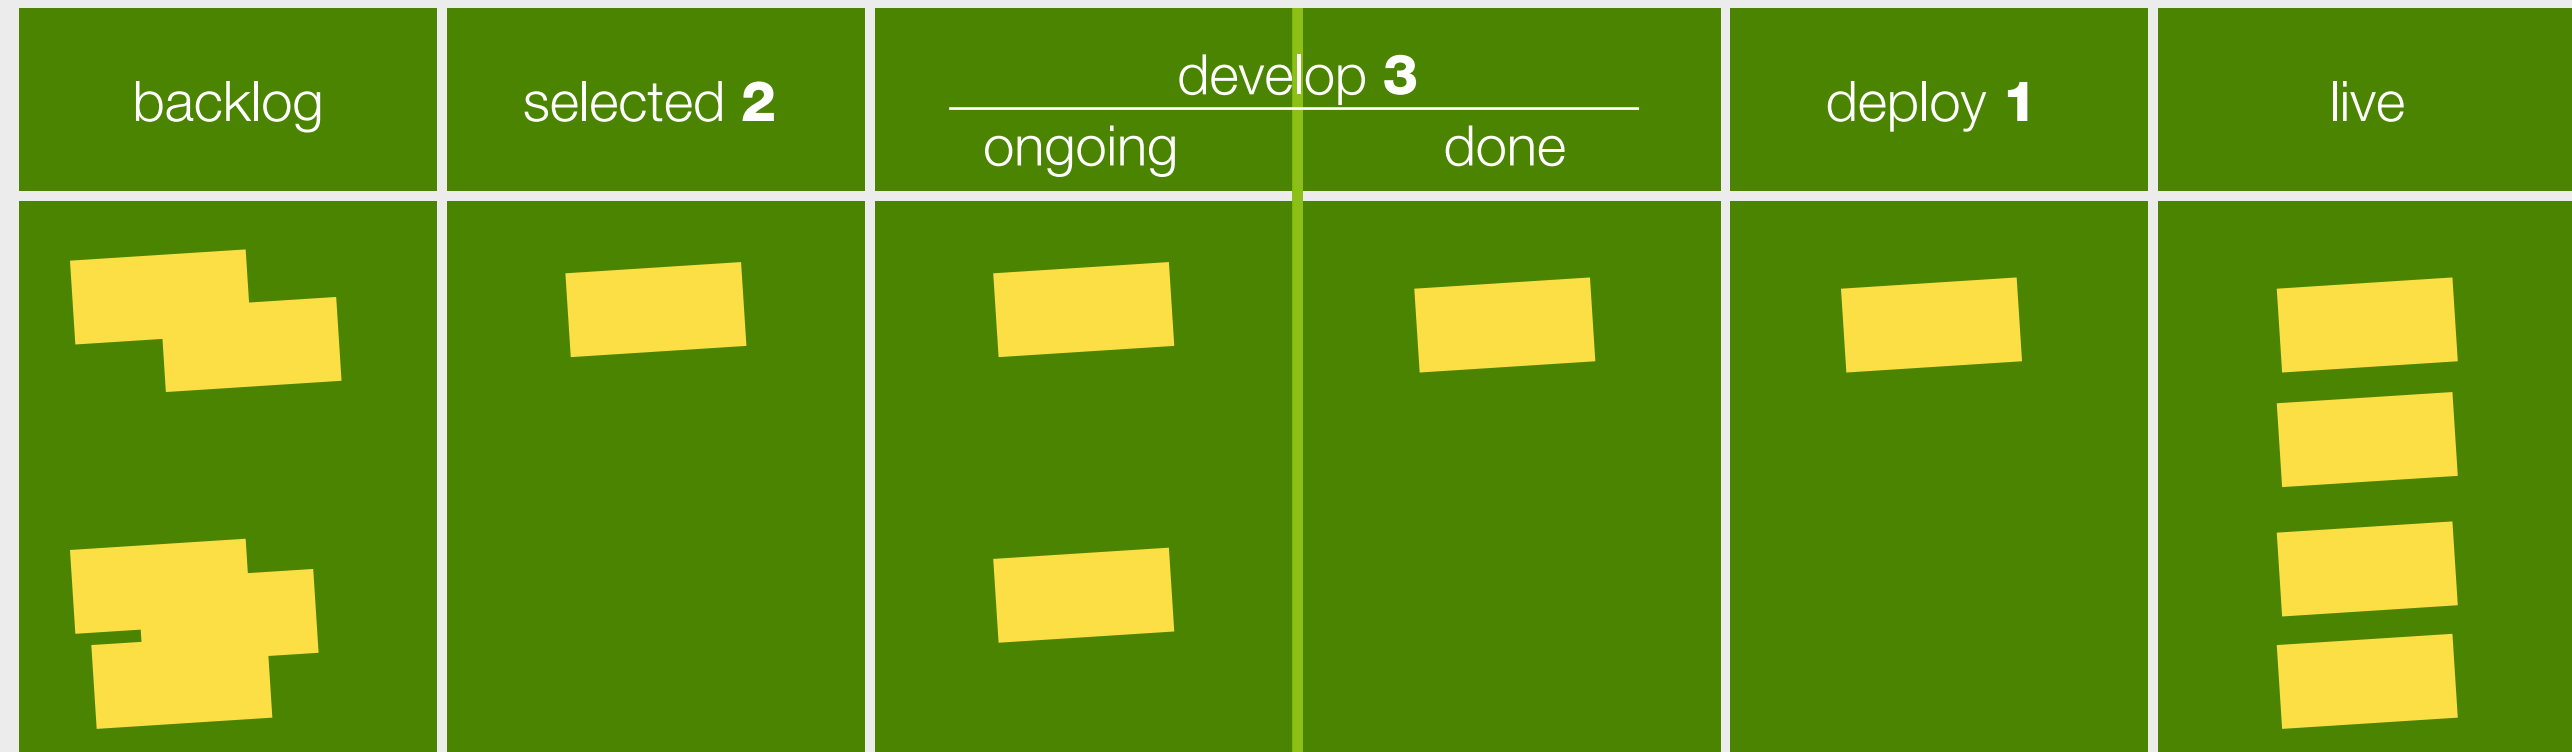 backlog
selected 2
develop 3
ongoing
done
deploy 1
live